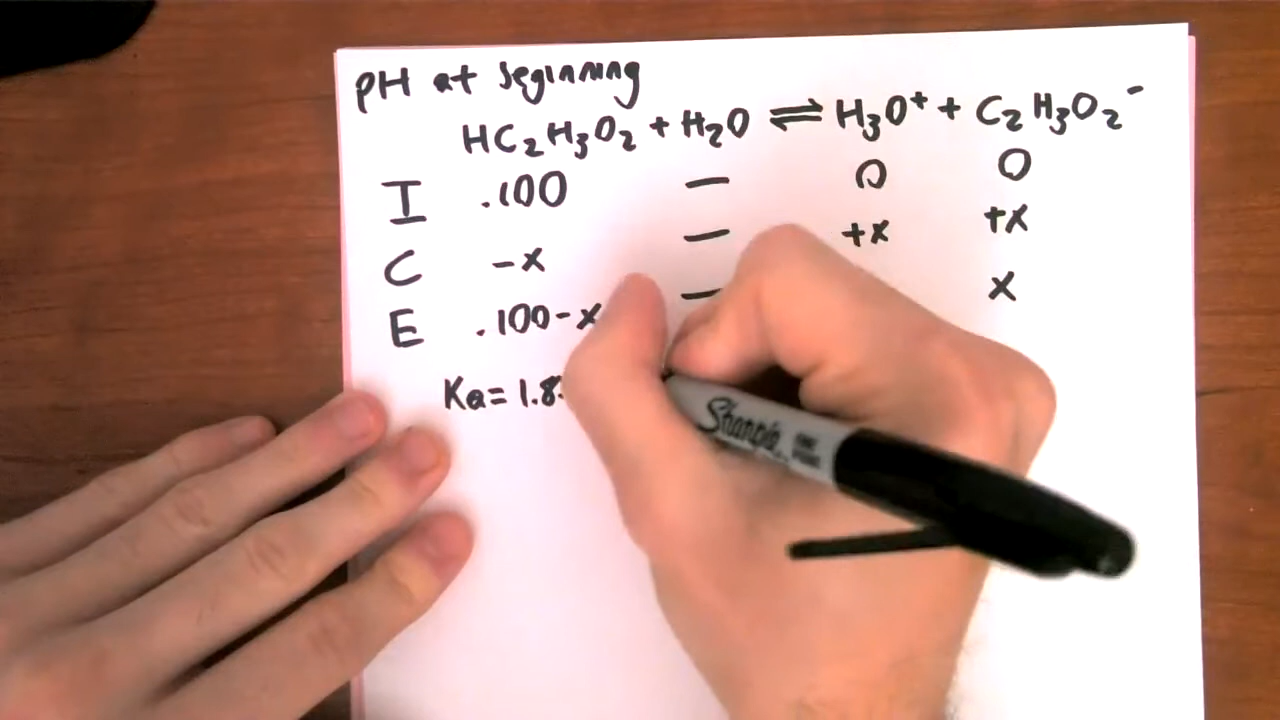 pH at beginning
HC₂H₃O₂ + H₂O ⇌ H₃O⁺ + C₂H₃O₂⁻
I .100 — 0 0
C -x — +x +x
E .100-x — x
Ka= 1.8
Sharpie